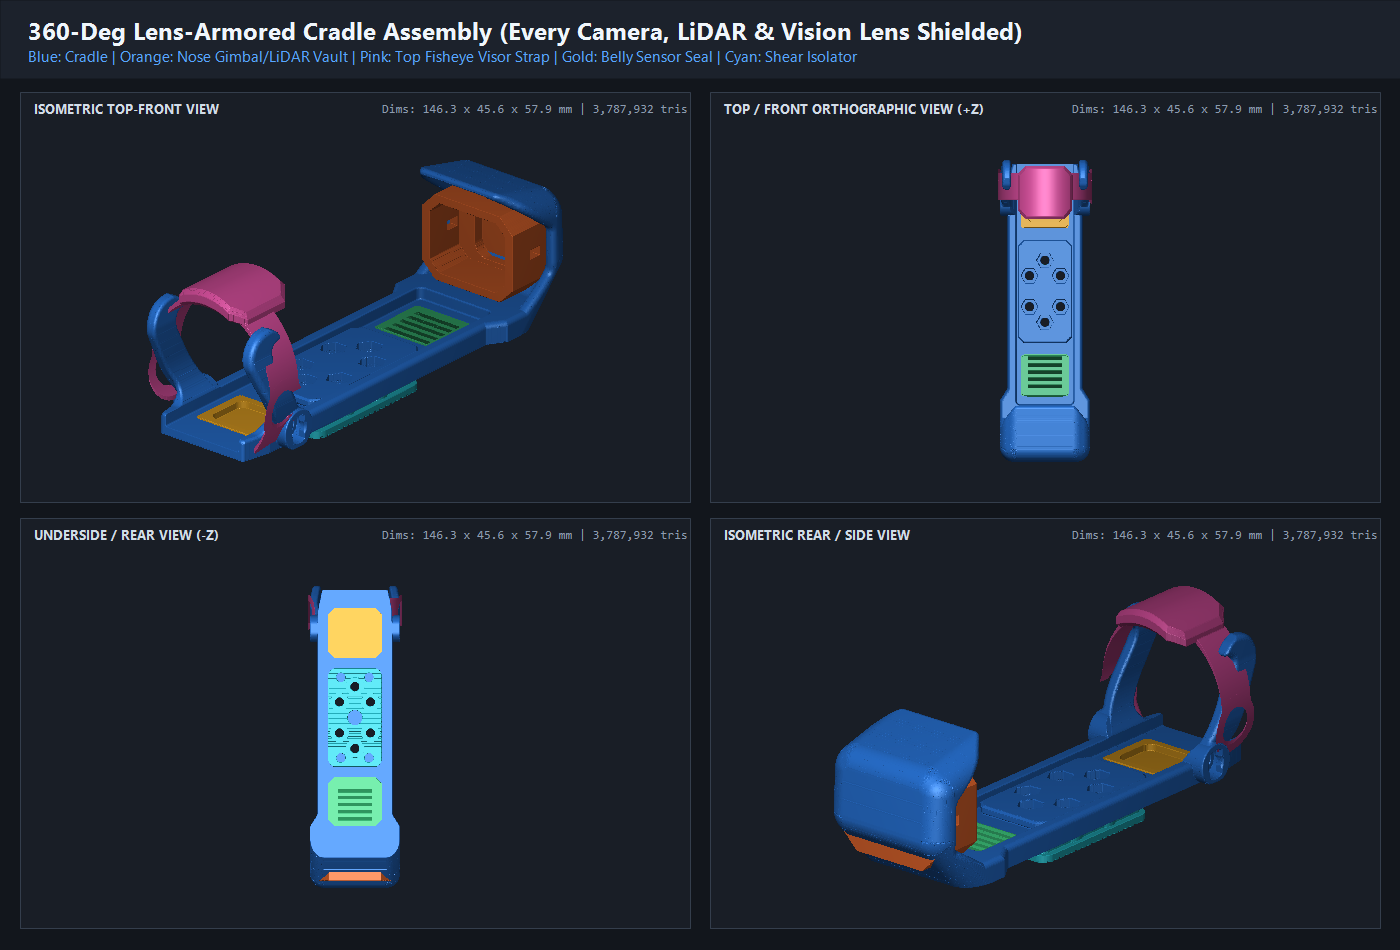 360-Deg Lens-Armored Cradle Assembly (Every Camera, LiDAR & Vision Lens Shielded)
Blue: Cradle | Orange: Nose Gimbal/LiDAR Vault | Pink: Top Fisheye Visor Strap | Gold: Belly Sensor Seal | Cyan: Shear Isolator
ISOMETRIC TOP-FRONT VIEW
Dims: 146.3 x 45.6 x 57.9 mm | 3,787,932 tris
TOP / FRONT ORTHOGRAPHIC VIEW (+Z)
Dims: 146.3 x 45.6 x 57.9 mm | 3,787,932 tris
UNDERSIDE / REAR VIEW (-Z)
Dims: 146.3 x 45.6 x 57.9 mm | 3,787,932 tris
ISOMETRIC REAR / SIDE VIEW
Dims: 146.3 x 45.6 x 57.9 mm | 3,787,932 tris